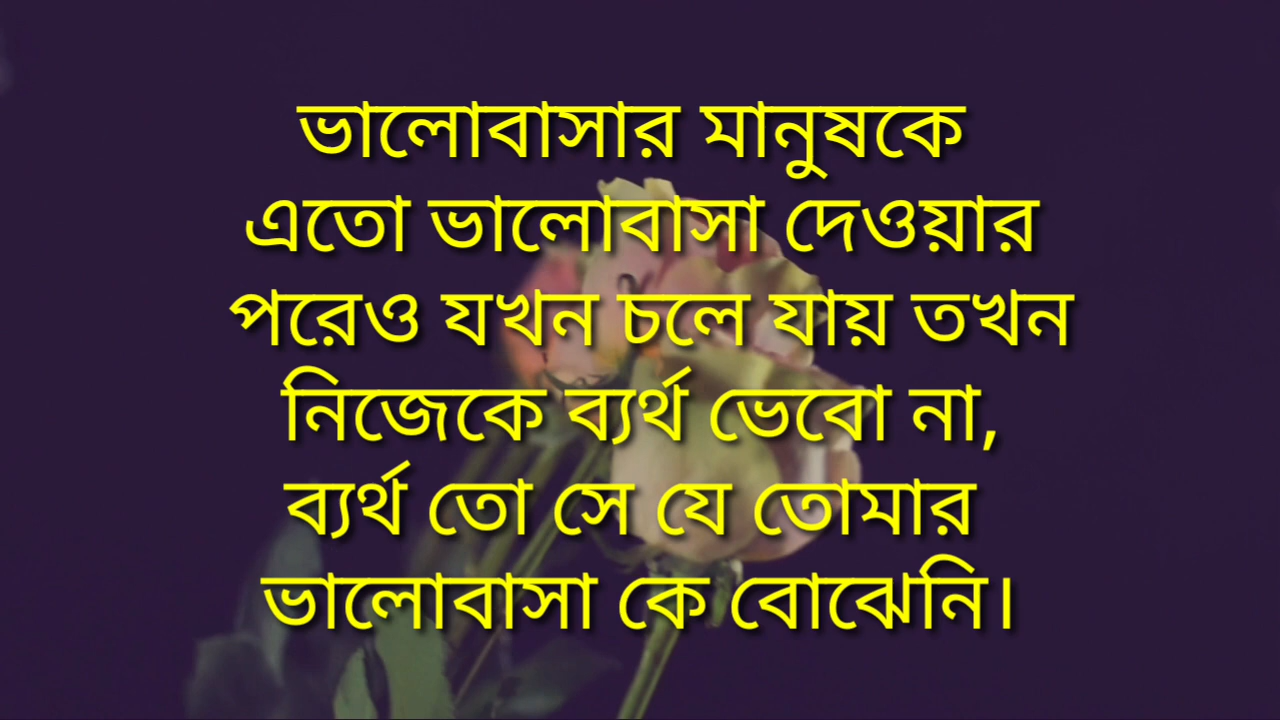 ভালোবাসার মানুষকে
এতো ভালোবাসা দেওয়ার
পরেও যখন চলে যায় তখন
নিজেকে ব্যর্থ ভেবো না,
ব্যর্থ তো সে যে তোমার
ভালোবাসা কে বোঝেনি।